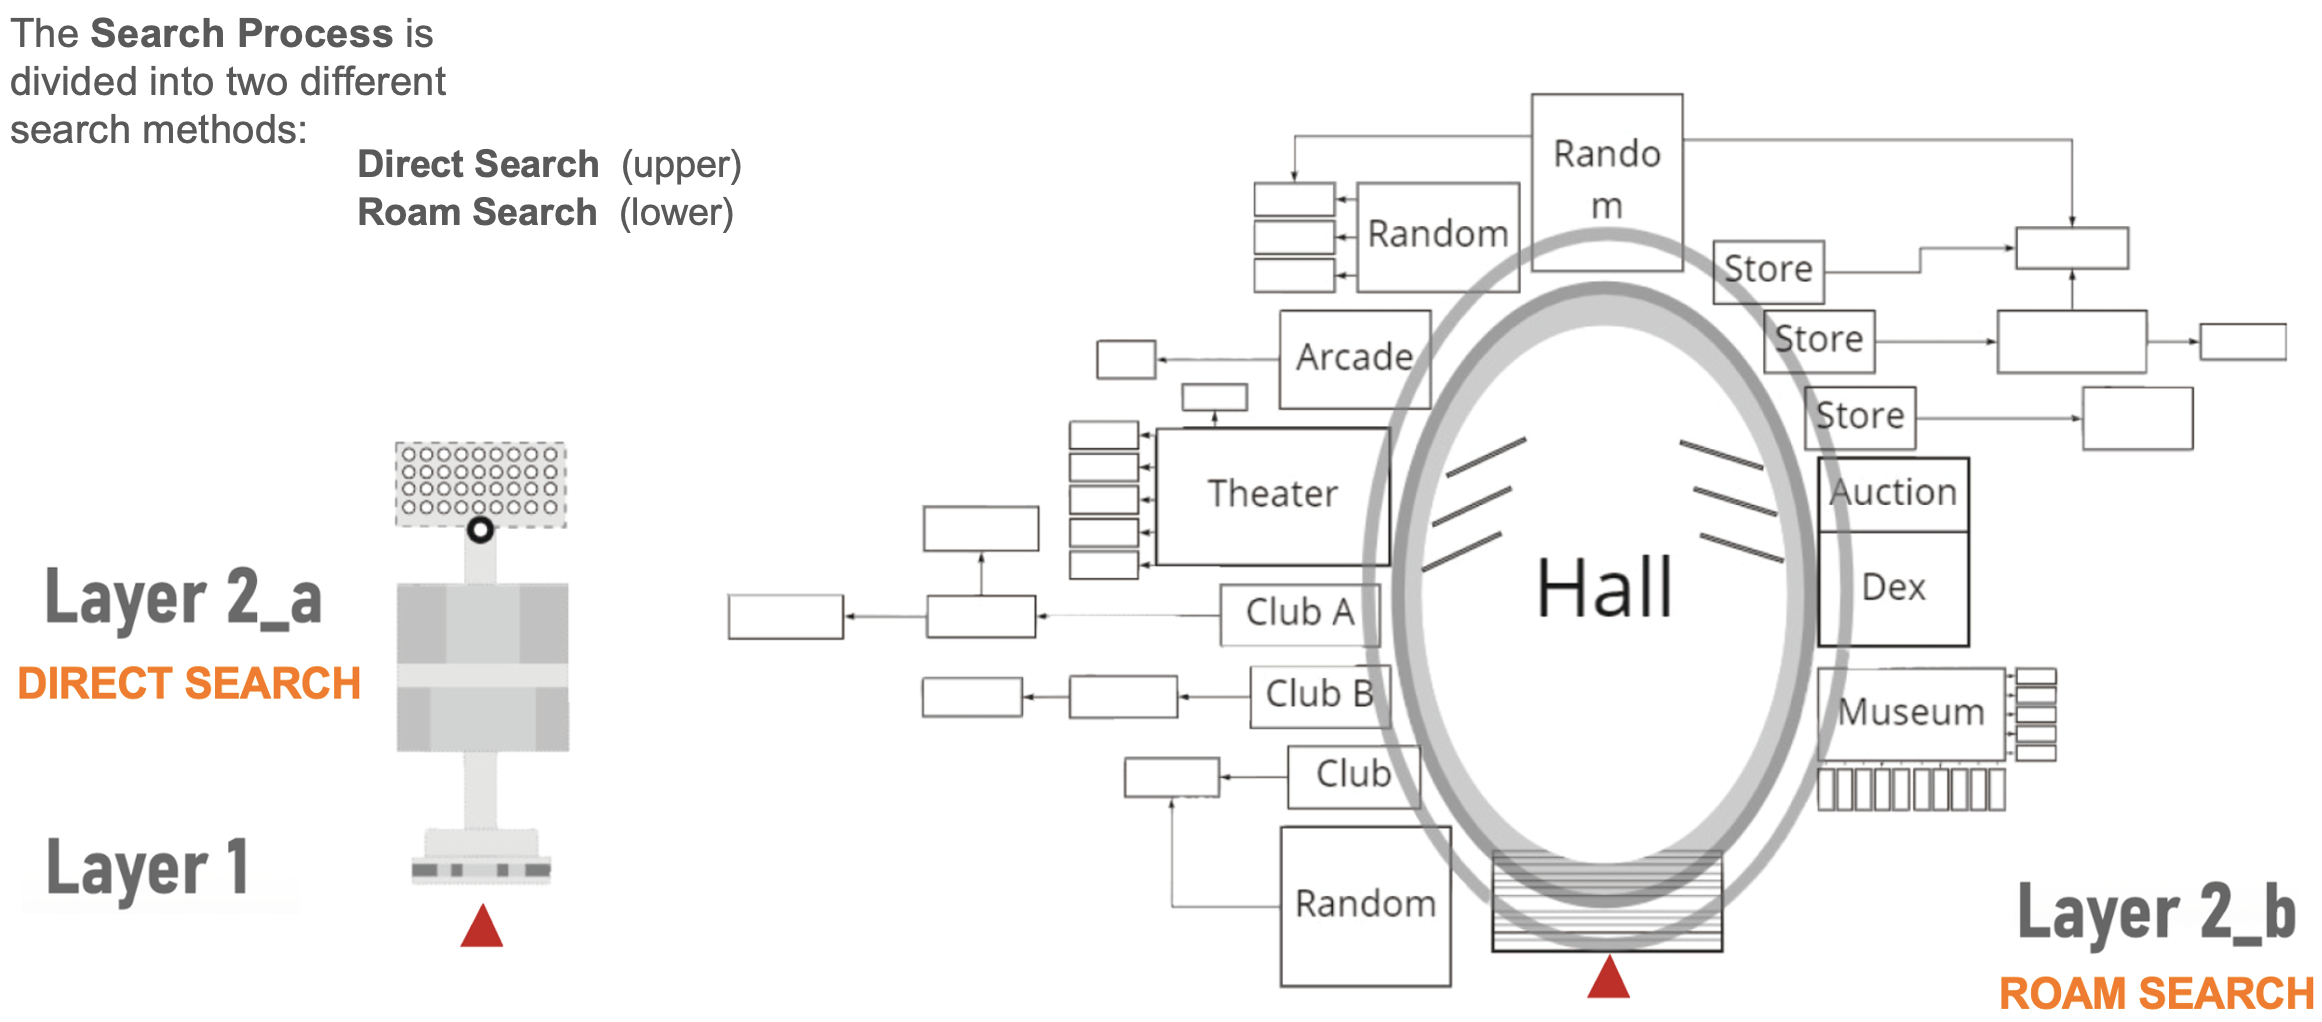 The Search Process is
divided into two different
search methods:
Direct Search (upper)
Roam Search (lower)
Rando
m
Random
Store
Store
Arcade
Store
Theater
Auction
Hall
Dex
Club A
Club B
Museum
Club
Random
Layer 2_a
DIRECT SEARCH
Layer 1
Layer 2_b
ROAM SEARCH